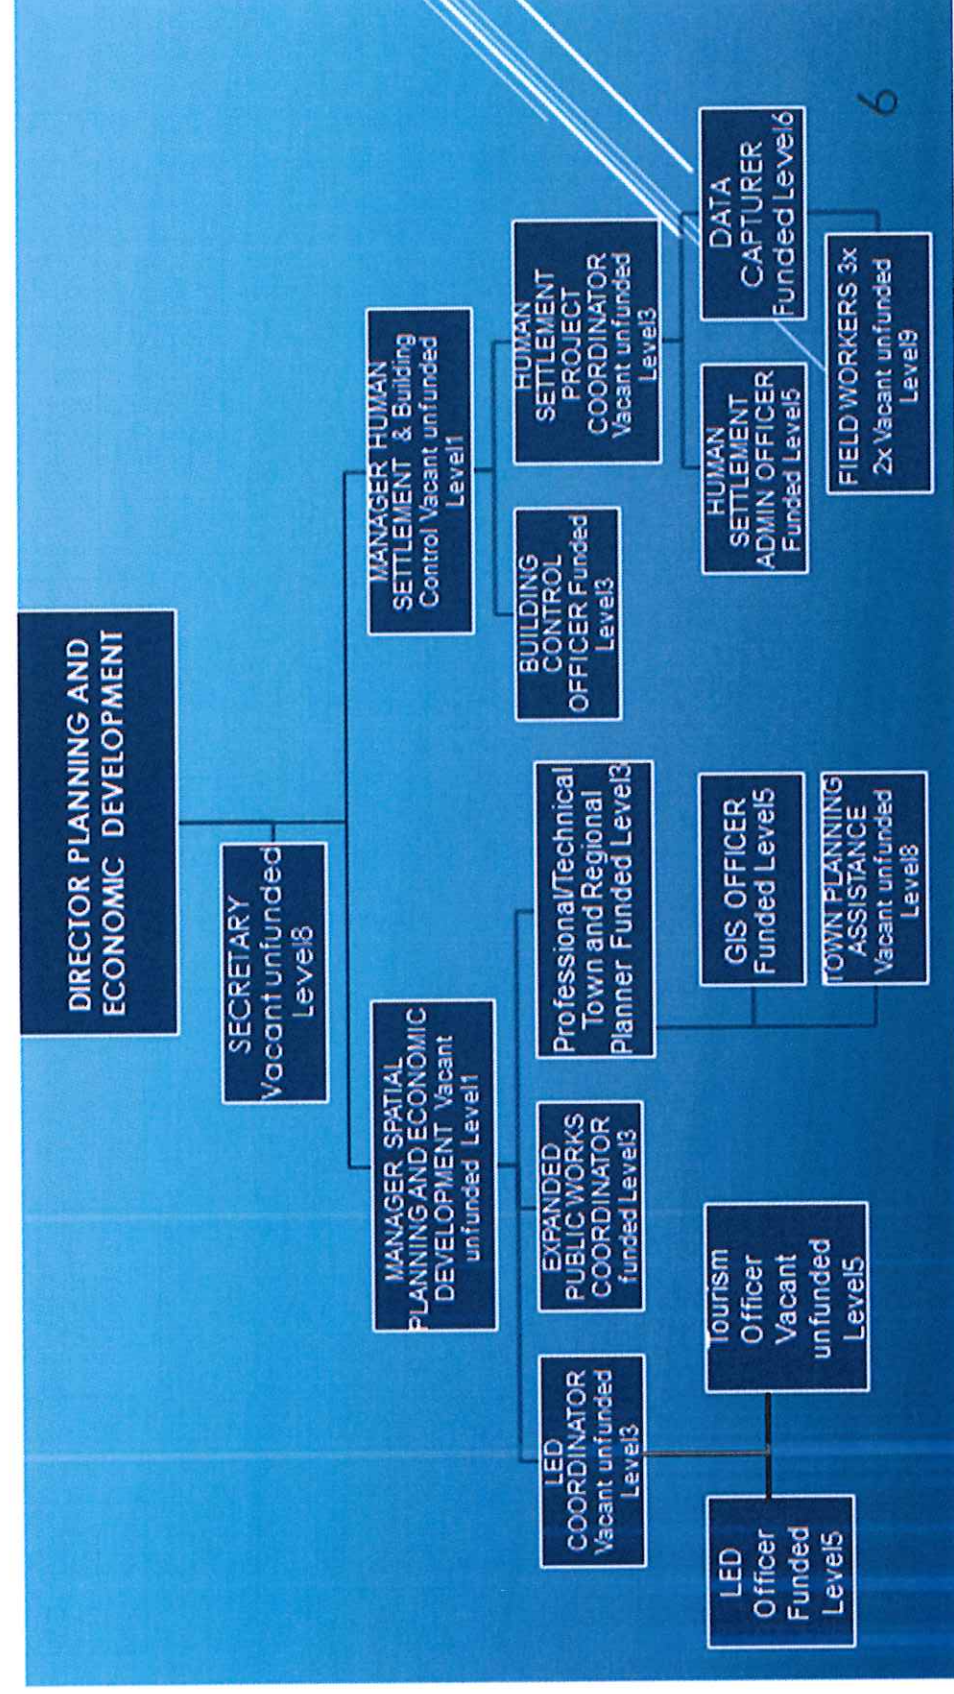 DIRECTOR PLANNING AND
ECONOMIC DEVELOPMENT
SECRETARY
Vacant unfunded
Level8
MANAGER SPATIAL
PLANNING AND ECONOMIC
DEVELOPMENT Vacant
unfunded Level1
MANAGER HUMAN
SETTLEMENT & Building
Control Vacant unfunded
Level1
LED
COORDINATOR
Vacant unfunded
Level3
EXPANDED
PUBLIC WORKS
COORDINATOR
funded Level3
Professional/Technical
Town and Regional
Planner Funded Level3
BUILDING
CONTROL
OFFICER Funded
Level3
HUMAN
SETTLEMENT
PROJECT
COORDINATOR
Vacant unfunded
Level3
LED
Officer
Funded
Level5
Tourism
Officer
Vacant
unfunded
Level5
GIS OFFICER
Funded Level5
TOWN PLANNING
ASSISTANCE
Vacant unfunded
Level8
HUMAN
SETTLEMENT
ADMIN OFFICER
Funded Level5
DATA
CAPTURER
Funded Level6
FIELD WORKERS 3x
2x Vacant unfunded
Level9
6